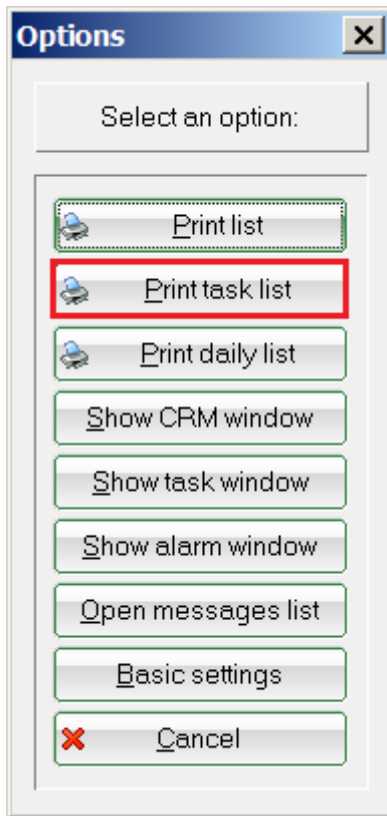 Options
Select an option:
Print list
Print task list
Print daily list
Show CRM window
Show task window
Show alarm window
Open messages list
Basic settings
Cancel